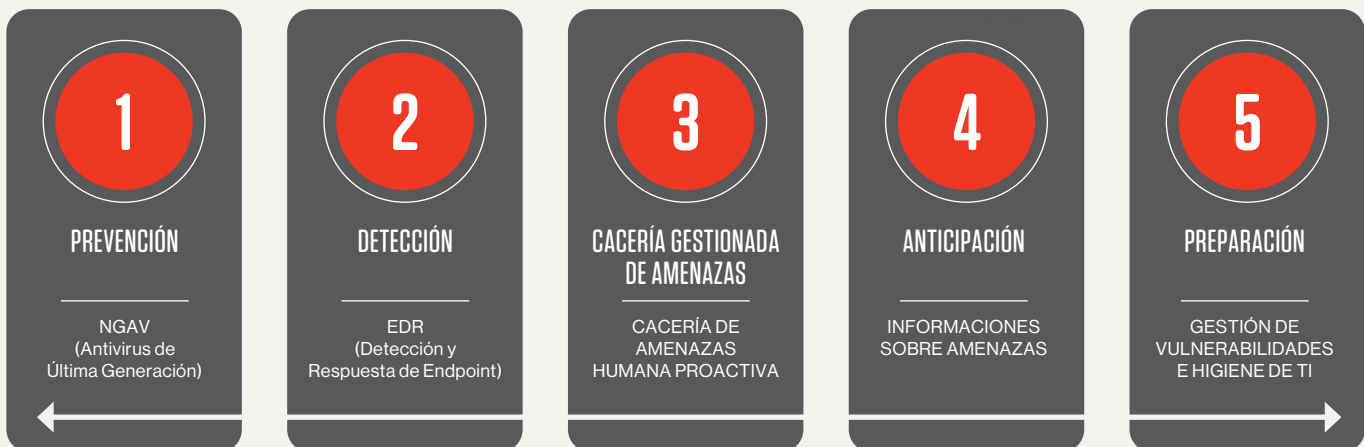 1
PREVENCIÓN
NGAV
(Antivirus de
Última Generación)
2
DETECCIÓN
EDR
(Detección y
Respuesta de Endpoint)
3
CACERÍA GESTIONADA
DE AMENAZAS
CACERÍA DE
AMENAZAS
HUMANA PROACTIVA
4
ANTICIPACIÓN
INFORMACIONES
SOBRE AMENAZAS
5
PREPARACIÓN
GESTIÓN DE
VULNERABILIDADES
E HIGIENE DE TI